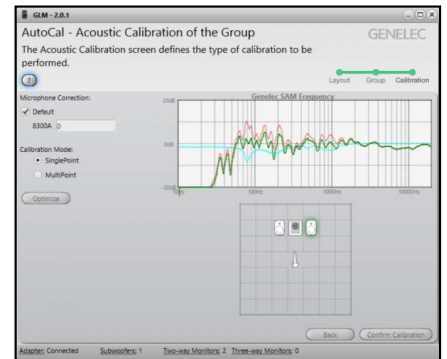 GLM - 2.0.1
AutoCal - Acoustic Calibration of the Group
GENELEC
The Acoustic Calibration screen defines the type of calibration to be
performed.
?
Layout Group Calibration
Microphone Correction:
Default
8300A 0
Calibration Mode:
SinglePoint
MultiPoint
Optimize
Genelec SAM Frequency
20dB
0dB
-20dB
100Hz 1000Hz 10000Hz
Back Confirm Calibration
Adapter: Connected Subwoofers: 1 Two-way Monitors: 2 Three-way Monitors: 0